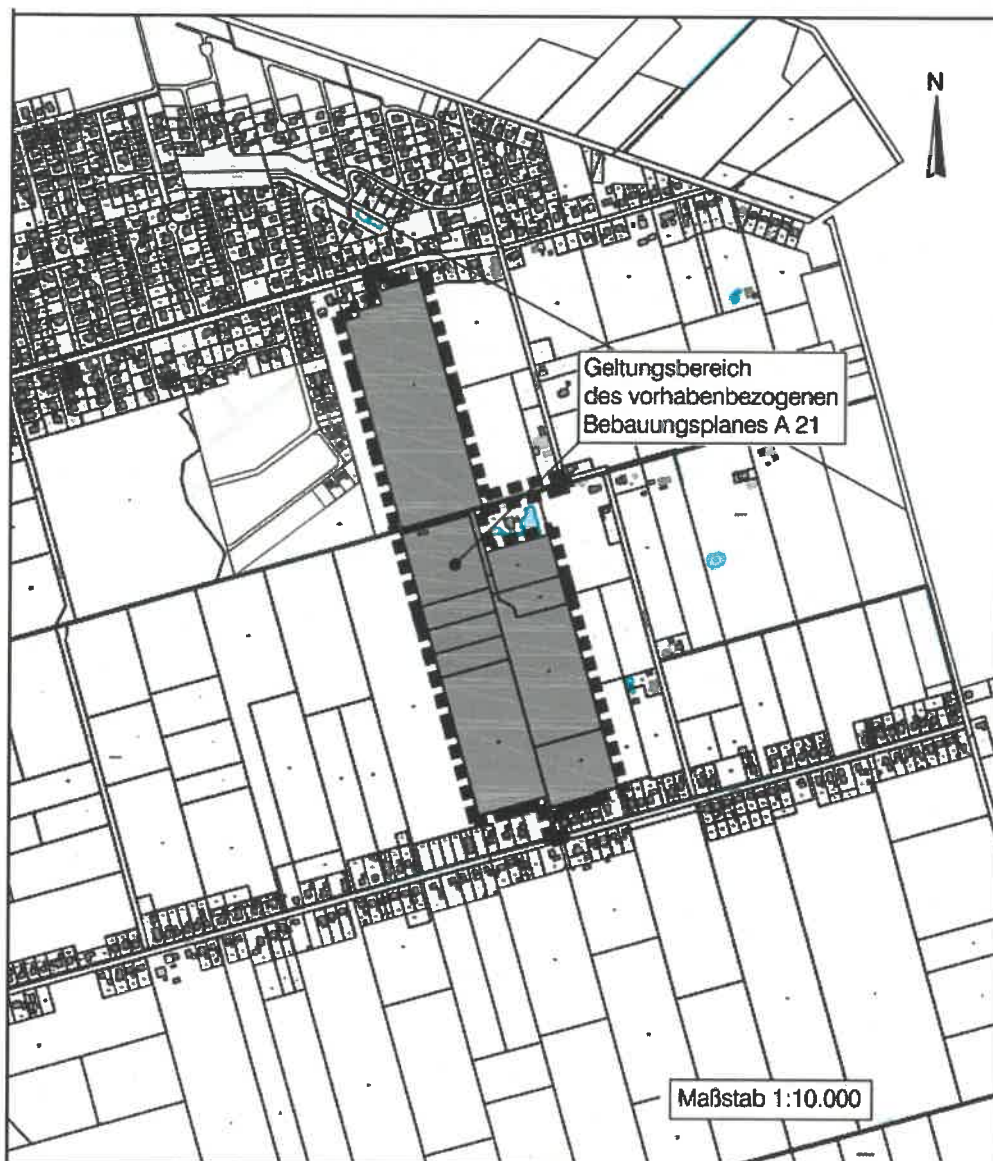 N
Geltungsbereich
des vorhabenbezogenen
Bebauungsplanes A 21
Maßstab 1:10.000